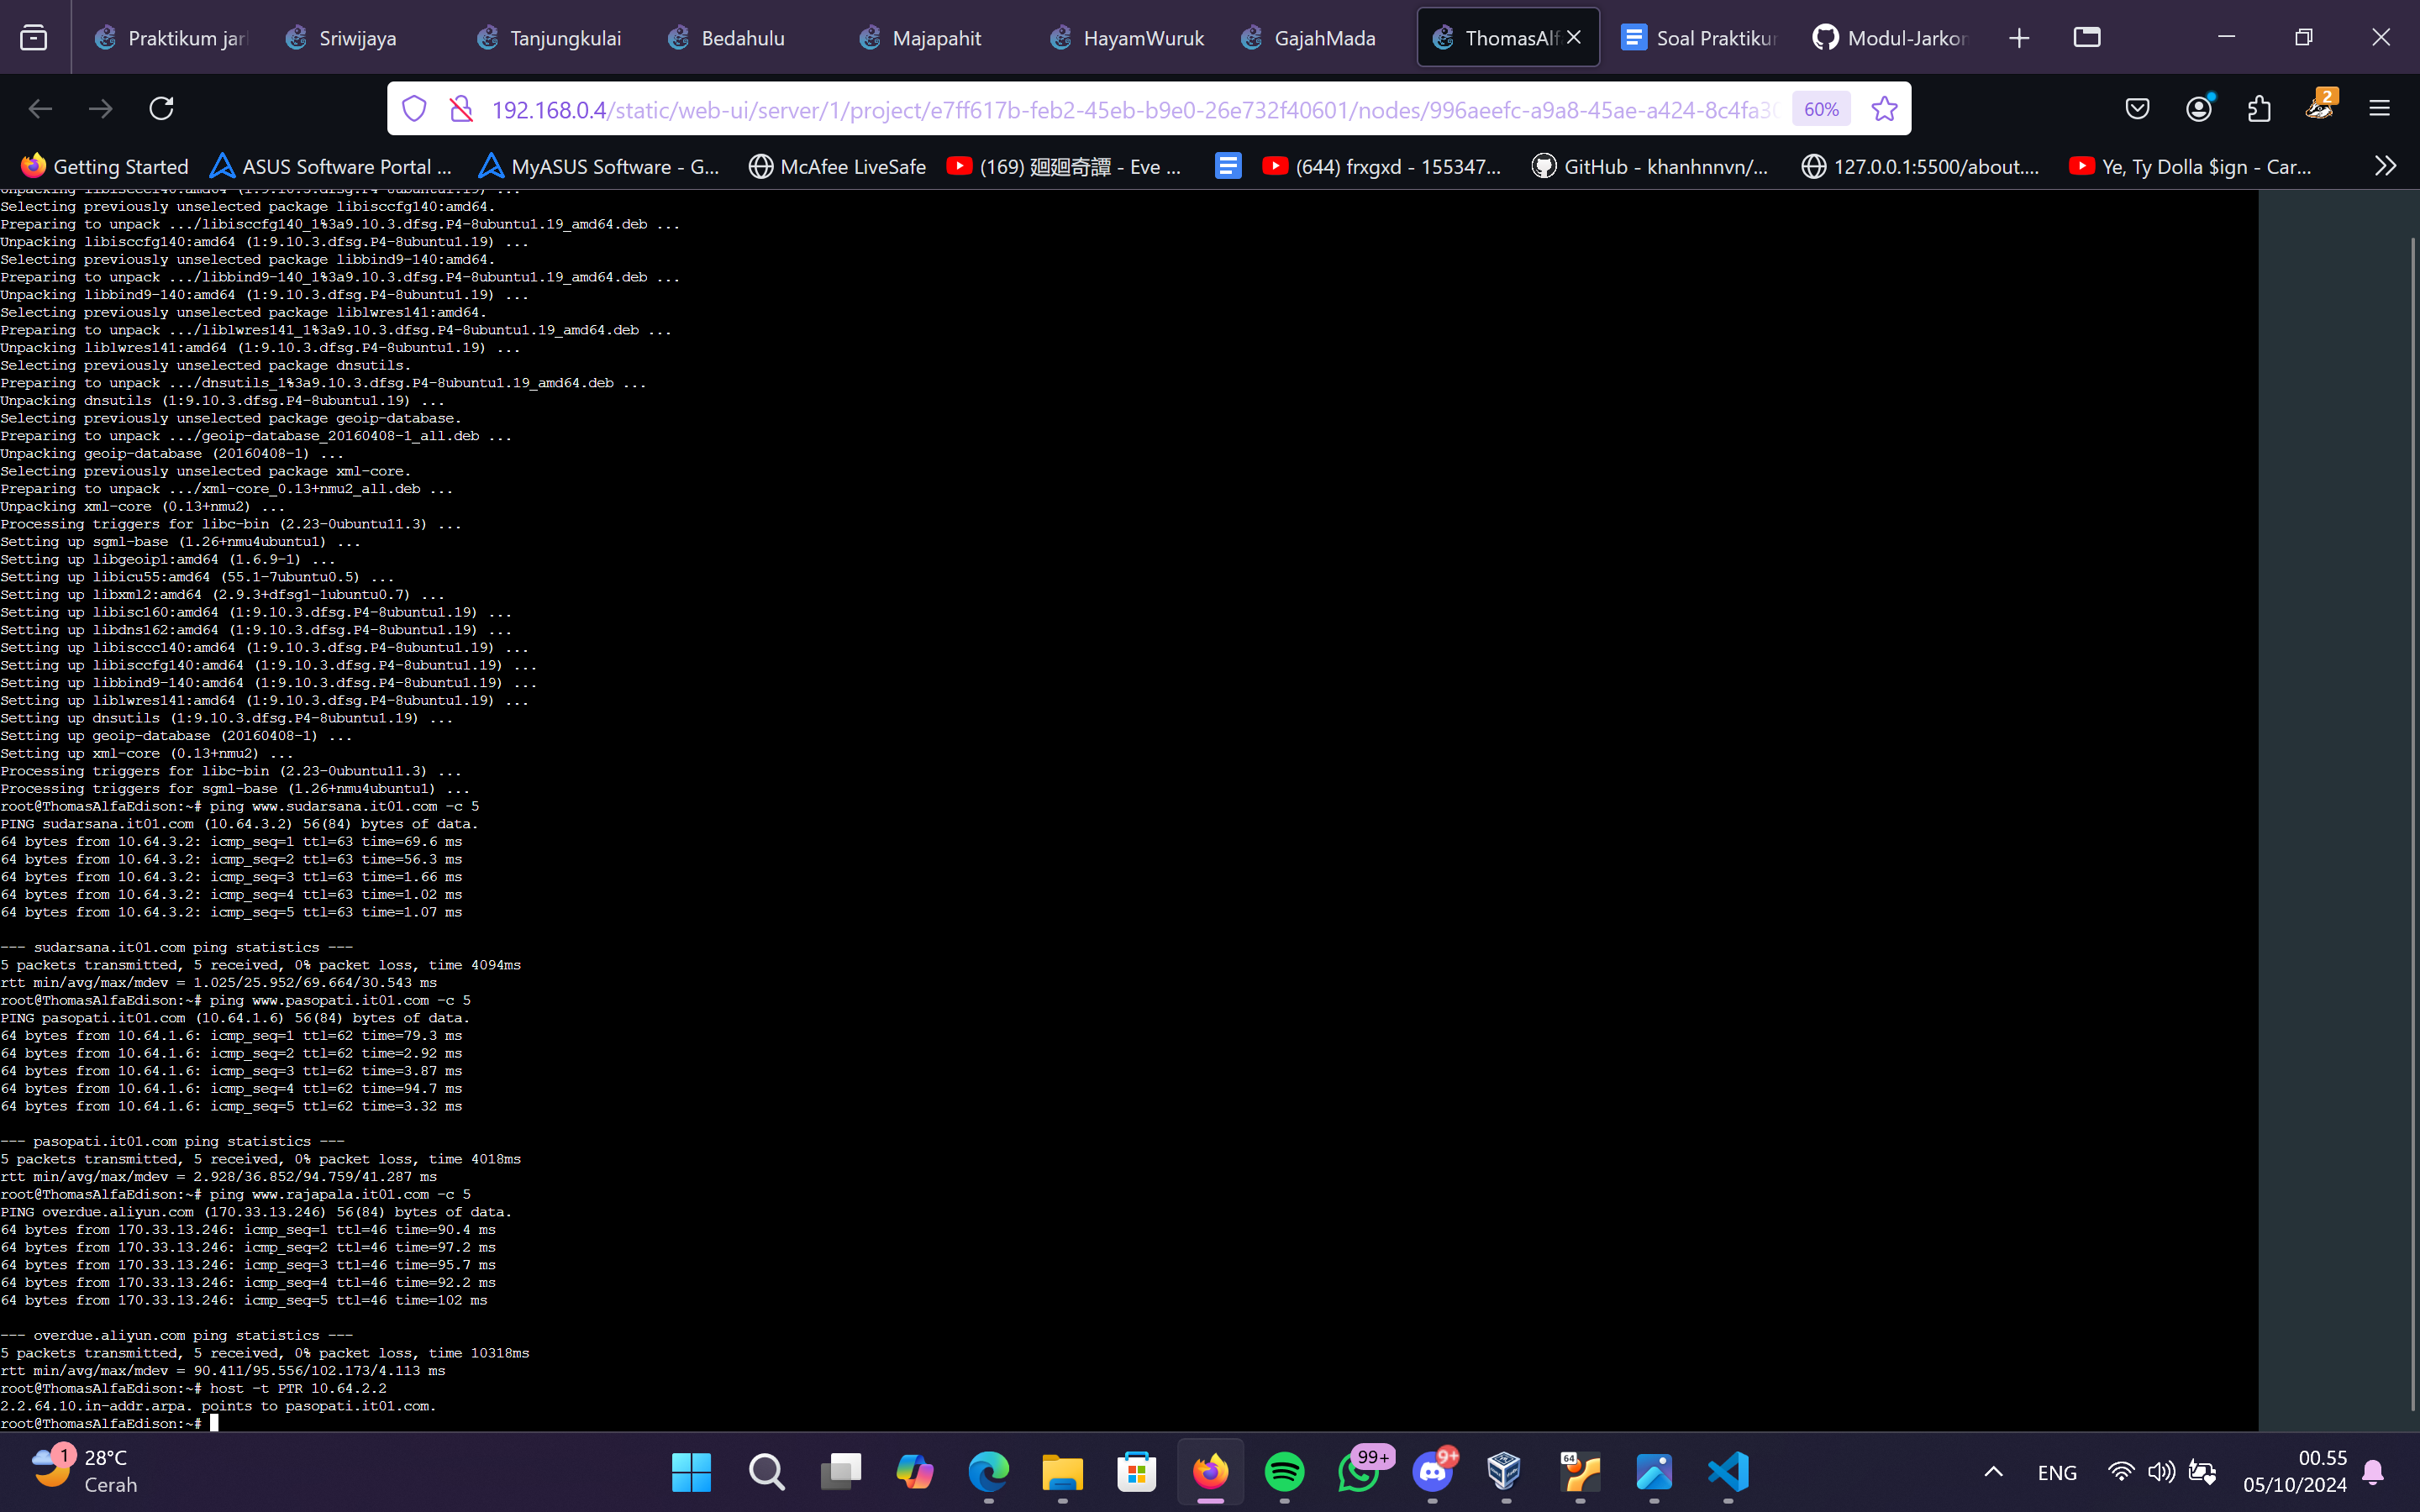 Praktikum jar
Sriwijaya
Tanjungkulai
Bedahulu
Majapahit
HayamWuruk
GajahMada
ThomasAlf
Soal Praktikur
Modul-Jarkon
192.168.0.4/static/web-ui/server/1/project/e7ff617b-feb2-45eb-b9e0-26e732f40601/nodes/996aeefc-a9a8-45ae-a424-8c4fa30
60%
2
Getting Started
ASUS Software Portal ...
MyASUS Software - G...
McAfee LiveSafe
(169) 廻廻奇譚 - Eve ...
(644) frxgxd - 155347...
GitHub - khanhnnvn/...
127.0.0.1:5500/about....
Ye, Ty Dolla $ign - Car...
Unpacking libisccc140:amd64 (1:9.10.3.dfsg.P4-8ubuntu1.19) ...
Selecting previously unselected package libisccfg140:amd64.
Preparing to unpack .../libisccfg140_1%3a9.10.3.dfsg.P4-8ubuntu1.19_amd64.deb ...
Unpacking libisccfg140:amd64 (1:9.10.3.dfsg.P4-8ubuntu1.19) ...
Selecting previously unselected package libbind9-140:amd64.
Preparing to unpack .../libbind9-140_1%3a9.10.3.dfsg.P4-8ubuntu1.19_amd64.deb ...
Unpacking libbind9-140:amd64 (1:9.10.3.dfsg.P4-8ubuntu1.19) ...
Selecting previously unselected package liblwres141:amd64.
Preparing to unpack .../liblwres141_1%3a9.10.3.dfsg.P4-8ubuntu1.19_amd64.deb ...
Unpacking liblwres141:amd64 (1:9.10.3.dfsg.P4-8ubuntu1.19) ...
Selecting previously unselected package dnsutils.
Preparing to unpack .../dnsutils_1%3a9.10.3.dfsg.P4-8ubuntu1.19_amd64.deb ...
Unpacking dnsutils (1:9.10.3.dfsg.P4-8ubuntu1.19) ...
Selecting previously unselected package geoip-database.
Preparing to unpack .../geoip-database_20160408-1_all.deb ...
Unpacking geoip-database (20160408-1) ...
Selecting previously unselected package xml-core.
Preparing to unpack .../xml-core_0.13+nmu2_all.deb ...
Unpacking xml-core (0.13+nmu2) ...
Processing triggers for libc-bin (2.23-0ubuntu11.3) ...
Setting up sgml-base (1.26+nmu4ubuntu1) ...
Setting up libgeoip1:amd64 (1.6.9-1) ...
Setting up libicu55:amd64 (55.1-7ubuntu0.5) ...
Setting up libxml2:amd64 (2.9.3+dfsg1-1ubuntu0.7) ...
Setting up libisc160:amd64 (1:9.10.3.dfsg.P4-8ubuntu1.19) ...
Setting up libdns162:amd64 (1:9.10.3.dfsg.P4-8ubuntu1.19) ...
Setting up libisccc140:amd64 (1:9.10.3.dfsg.P4-8ubuntu1.19) ...
Setting up libisccfg140:amd64 (1:9.10.3.dfsg.P4-8ubuntu1.19) ...
Setting up libbind9-140:amd64 (1:9.10.3.dfsg.P4-8ubuntu1.19) ...
Setting up liblwres141:amd64 (1:9.10.3.dfsg.P4-8ubuntu1.19) ...
Setting up dnsutils (1:9.10.3.dfsg.P4-8ubuntu1.19) ...
Setting up geoip-database (20160408-1) ...
Setting up xml-core (0.13+nmu2) ...
Processing triggers for libc-bin (2.23-0ubuntu11.3) ...
Processing triggers for sgml-base (1.26+nmu4ubuntu1) ...
root@ThomasAlfaEdison:~# ping www.sudarsana.it01.com -c 5
PING sudarsana.it01.com (10.64.3.2) 56(84) bytes of data.
64 bytes from 10.64.3.2: icmp_seq=1 ttl=63 time=69.6 ms
64 bytes from 10.64.3.2: icmp_seq=2 ttl=63 time=56.3 ms
64 bytes from 10.64.3.2: icmp_seq=3 ttl=63 time=1.66 ms
64 bytes from 10.64.3.2: icmp_seq=4 ttl=63 time=1.02 ms
64 bytes from 10.64.3.2: icmp_seq=5 ttl=63 time=1.07 ms
--- sudarsana.it01.com ping statistics ---
5 packets transmitted, 5 received, 0% packet loss, time 4094ms
rtt min/avg/max/mdev = 1.025/25.952/69.664/30.543 ms
root@ThomasAlfaEdison:~# ping www.pasopati.it01.com -c 5
PING pasopati.it01.com (10.64.1.6) 56(84) bytes of data.
64 bytes from 10.64.1.6: icmp_seq=1 ttl=62 time=79.3 ms
64 bytes from 10.64.1.6: icmp_seq=2 ttl=62 time=2.92 ms
64 bytes from 10.64.1.6: icmp_seq=3 ttl=62 time=3.87 ms
64 bytes from 10.64.1.6: icmp_seq=4 ttl=62 time=94.7 ms
64 bytes from 10.64.1.6: icmp_seq=5 ttl=62 time=3.32 ms
--- pasopati.it01.com ping statistics ---
5 packets transmitted, 5 received, 0% packet loss, time 4018ms
rtt min/avg/max/mdev = 2.928/36.852/94.759/41.287 ms
root@ThomasAlfaEdison:~# ping www.rajapala.it01.com -c 5
PING overdue.aliyun.com (170.33.13.246) 56(84) bytes of data.
64 bytes from 170.33.13.246: icmp_seq=1 ttl=46 time=90.4 ms
64 bytes from 170.33.13.246: icmp_seq=2 ttl=46 time=97.2 ms
64 bytes from 170.33.13.246: icmp_seq=3 ttl=46 time=95.7 ms
64 bytes from 170.33.13.246: icmp_seq=4 ttl=46 time=92.2 ms
64 bytes from 170.33.13.246: icmp_seq=5 ttl=46 time=102 ms
--- overdue.aliyun.com ping statistics ---
5 packets transmitted, 5 received, 0% packet loss, time 10318ms
rtt min/avg/max/mdev = 90.411/95.556/102.173/4.113 ms
root@ThomasAlfaEdison:~# host -t PTR 10.64.2.2
2.2.64.10.in-addr.arpa. points to pasopati.it01.com.
root@ThomasAlfaEdison:~#
1
28°C
Cerah
99+
9+
64
ENG
00.55
05/10/2024